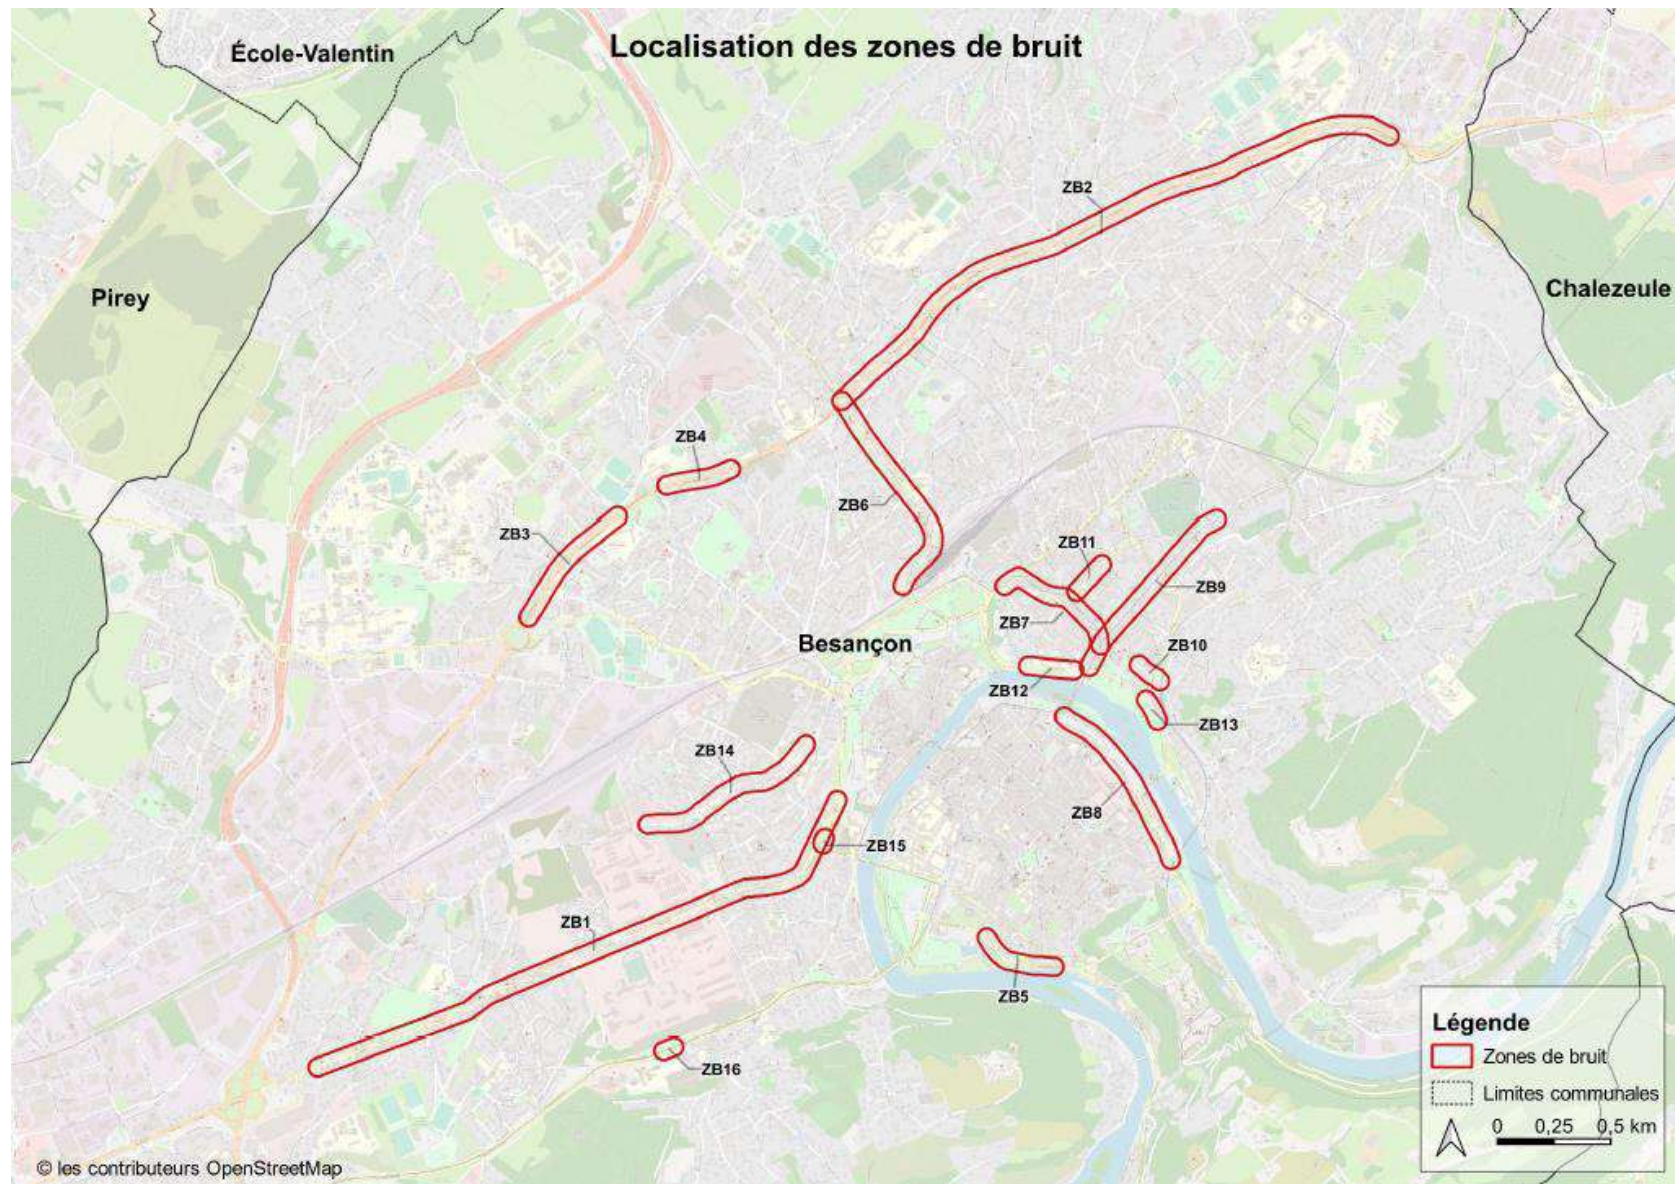 Localisation des zones de bruit
École-Valentin
ZB2
Pirey
Chalezeule
ZB4
ZB6
ZB3
ZB11
ZB9
ZB7
Besançon
ZB10
ZB12
ZB13
ZB14
ZB8
ZB15
ZB1
ZB5
ZB16
Légende
Zones de bruit
Limites communales
0 0,25 0,5 km
© les contributeurs OpenStreetMap